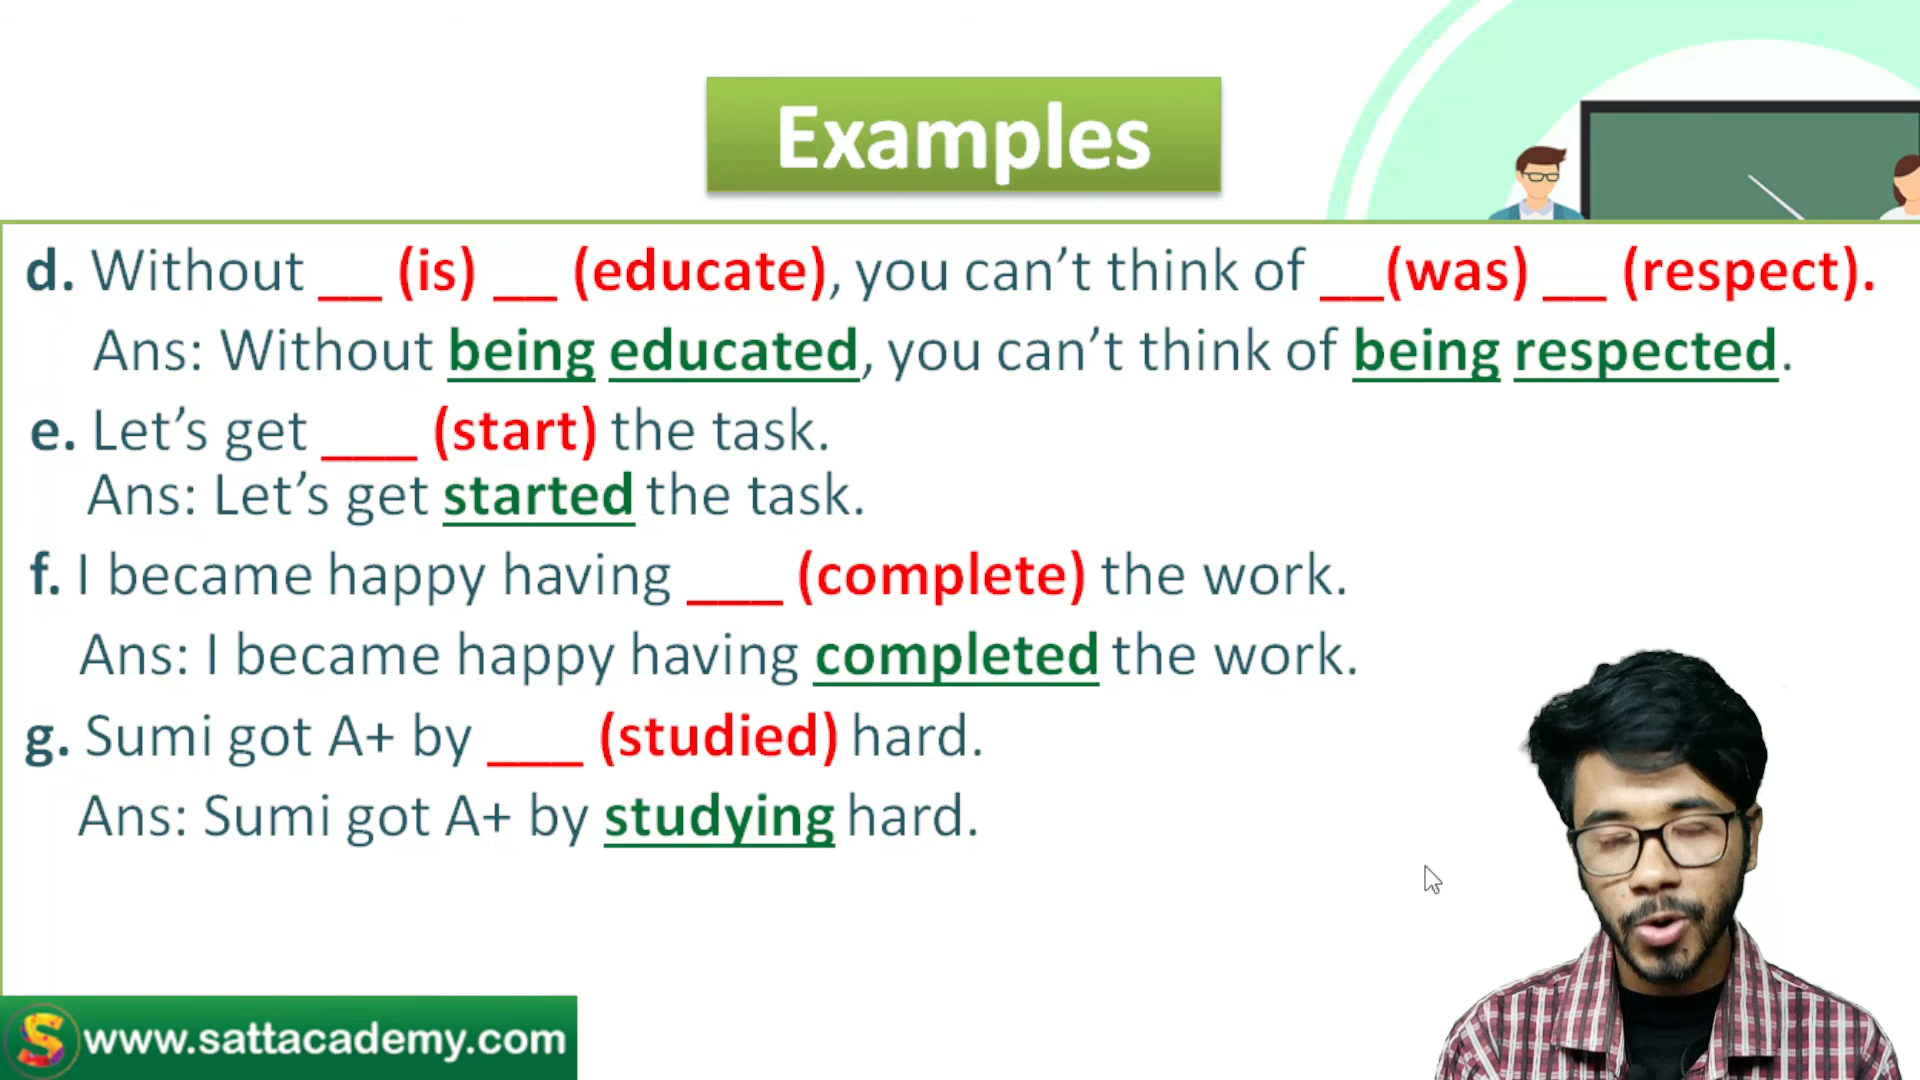 Examples
d. Without __ (is) __ (educate), you can’t think of __(was) __ (respect).
Ans: Without being educated, you can’t think of being respected.
e. Let’s get ___ (start) the task.
Ans: Let’s get started the task.
f. I became happy having ___ (complete) the work.
Ans: I became happy having completed the work.
g. Sumi got A+ by ___ (studied) hard.
Ans: Sumi got A+ by studying hard.
www.sattacademy.com